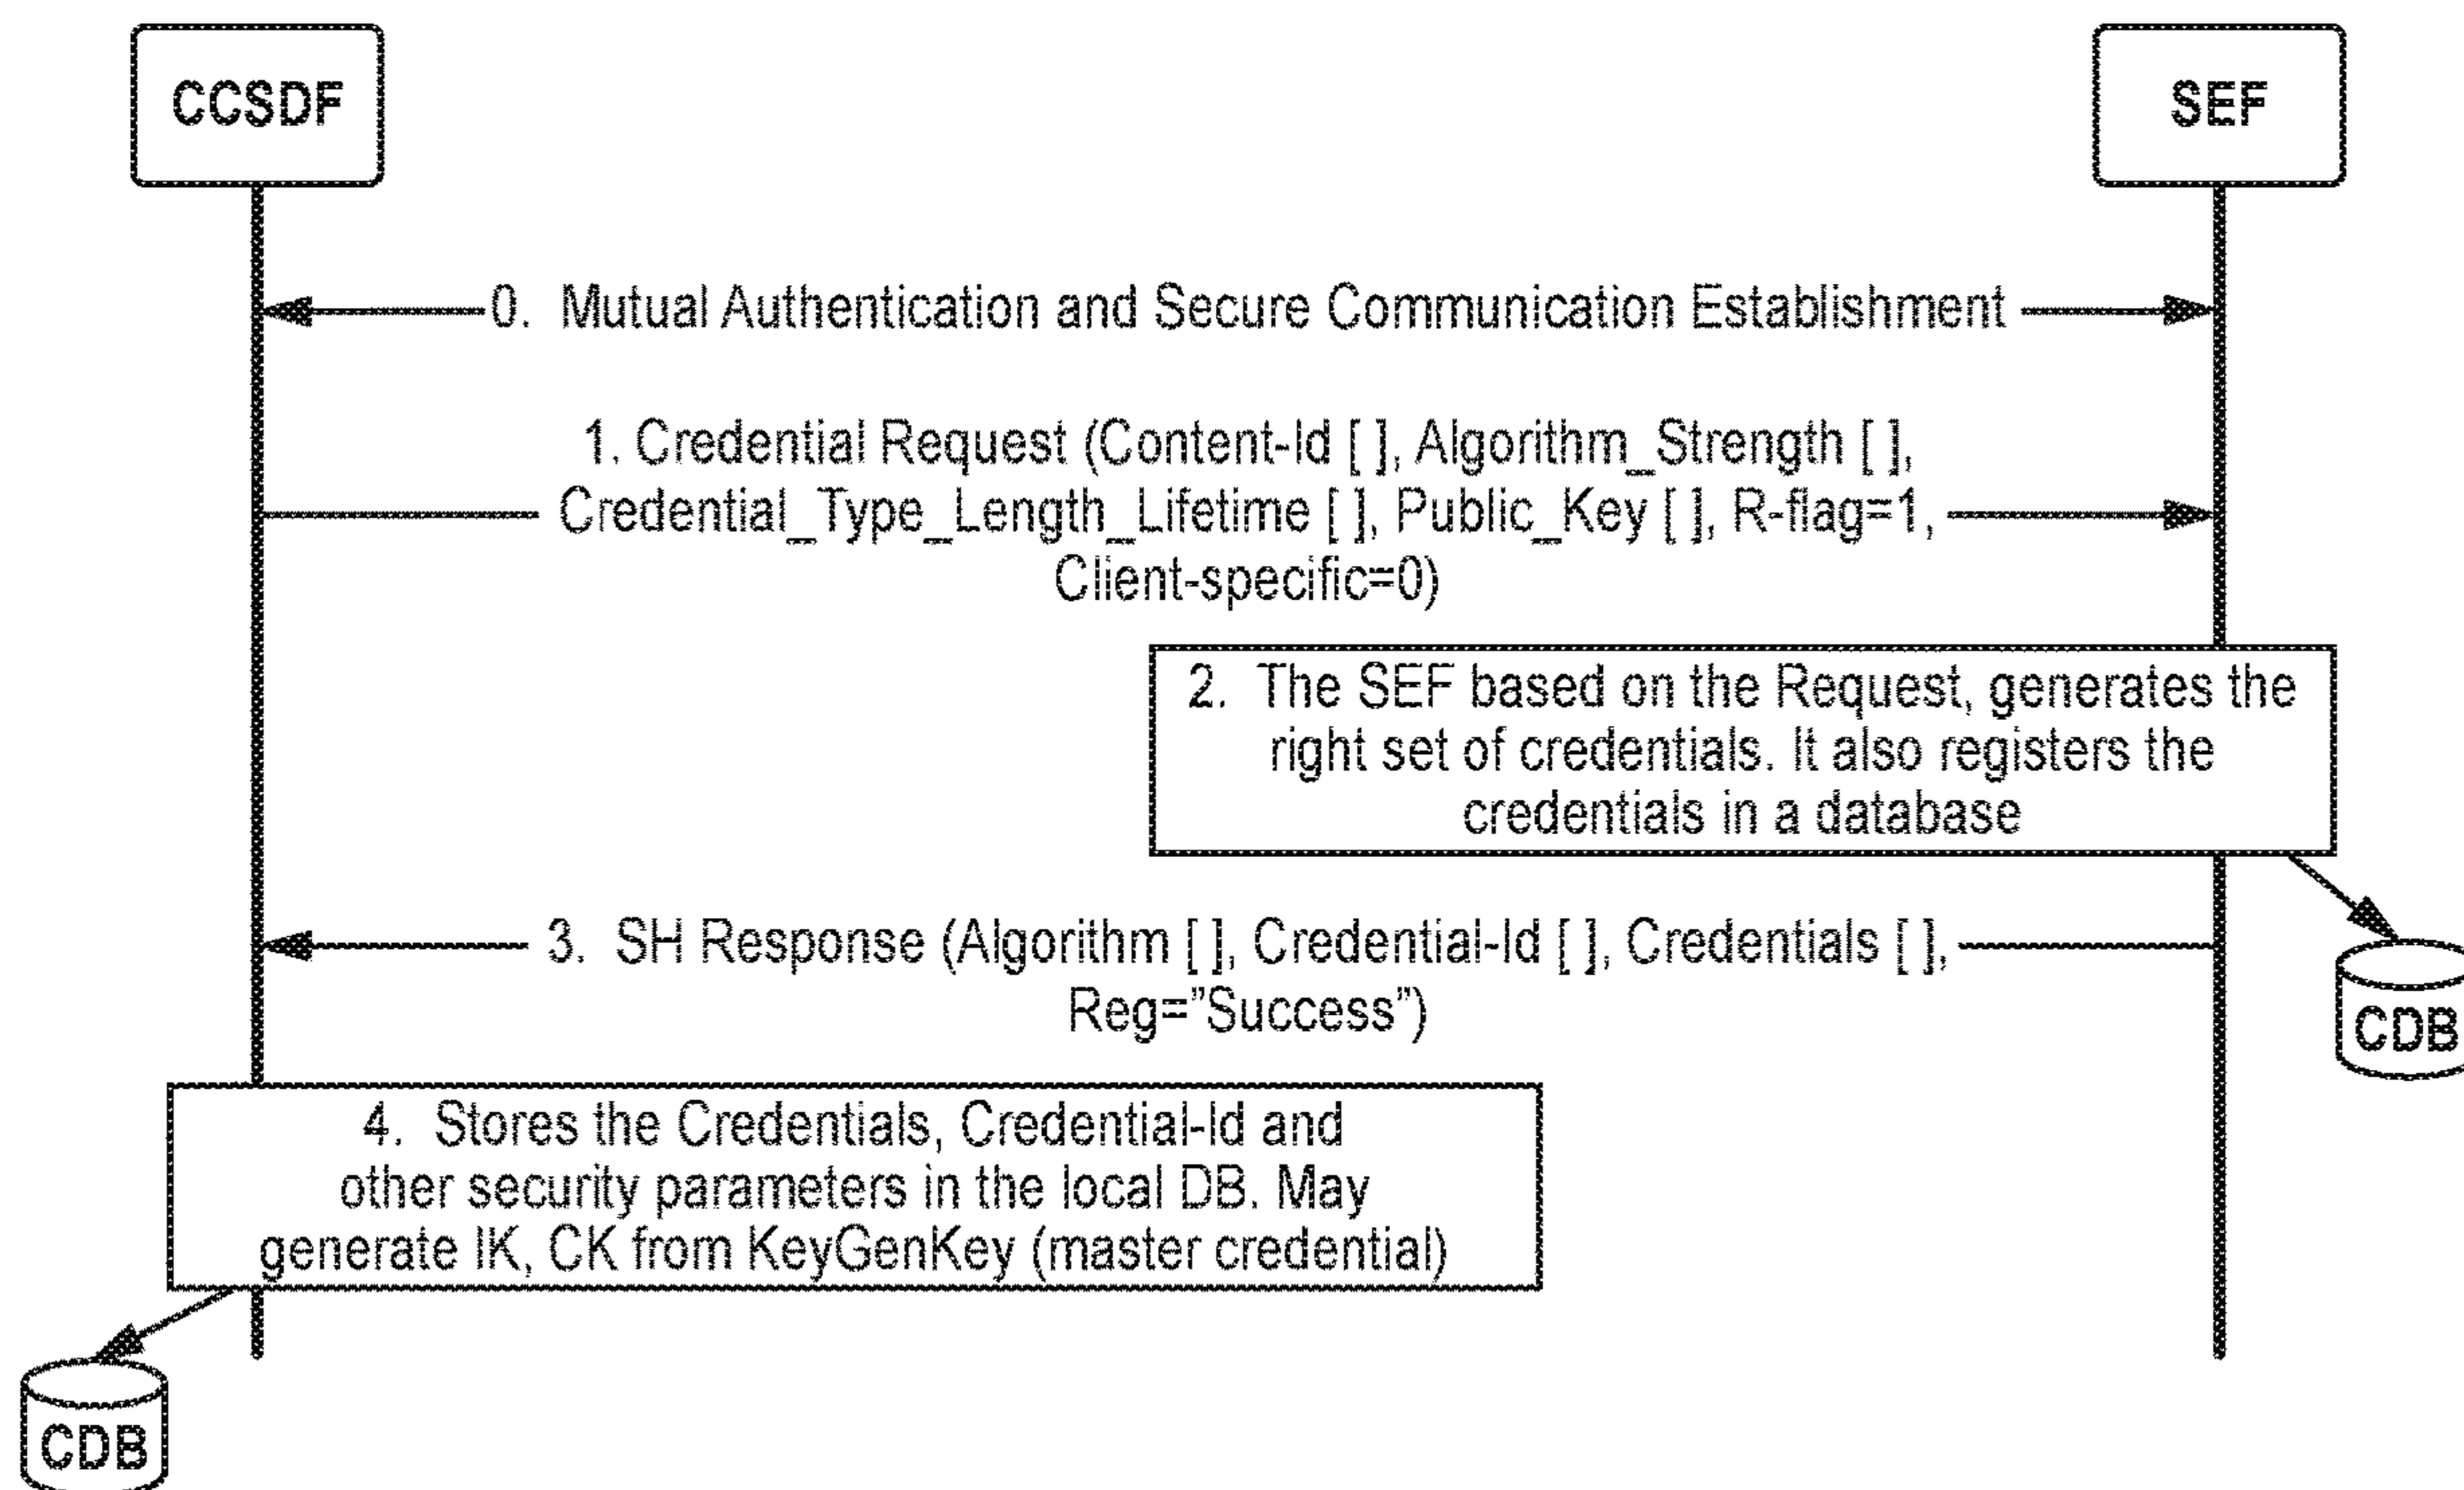 CCSDF
SEF
0. Mutual Authentication and Secure Communication Establishment
1. Credential Request (Content-Id [ ], Algorithm_Strength [ ],
Credential_Type_Length_Lifetime [ ], Public_Key [ ], R-flag=1,
Client-specific=0)
2. The SEF based on the Request, generates the
right set of credentials. It also registers the
credentials in a database
3. SH Response (Algorithm [ ], Credential-Id [ ], Credentials [ ],
Reg=”Success”)
CDB
4. Stores the Credentials, Credential-Id and
other security parameters in the local DB. May
generate IK, CK from KeyGenKey (master credential)
CDB